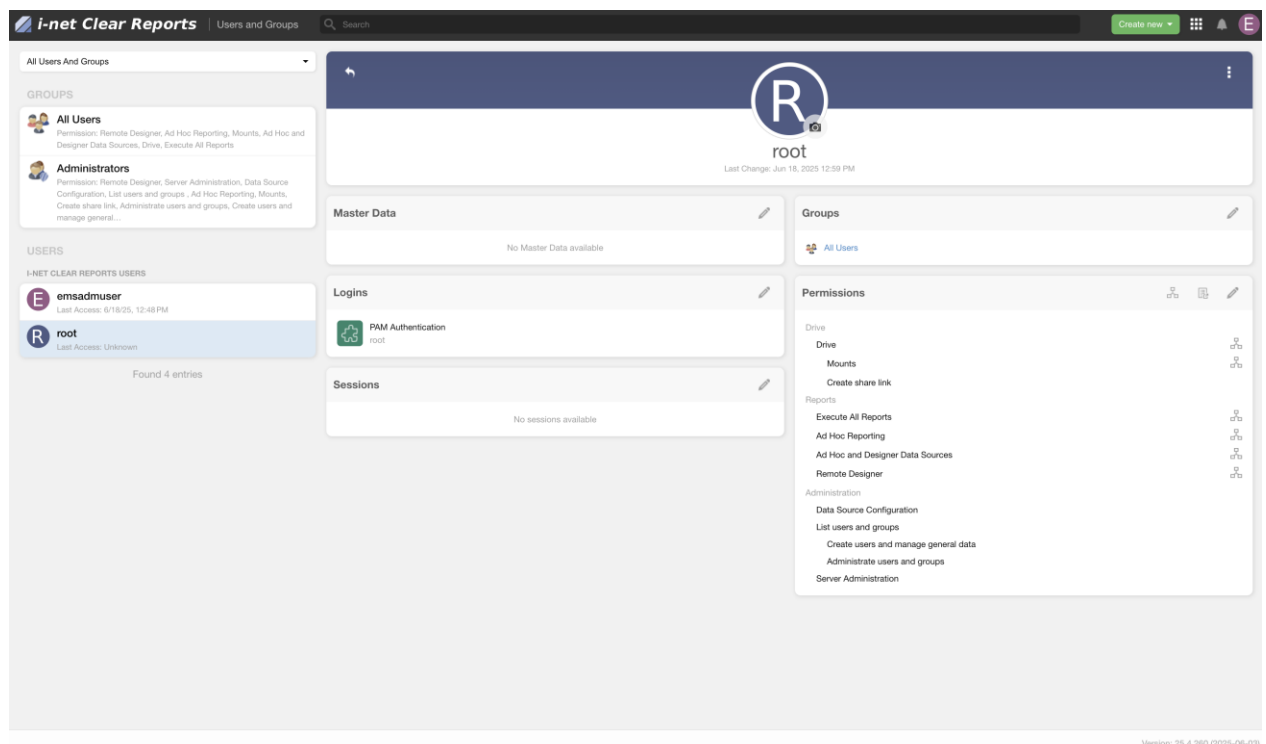 i-net Clear Reports
Users and Groups
Search
Create new
E
All Users And Groups
GROUPS
All Users
Permission: Remote Designer, Ad Hoc Reporting, Mounts, Ad Hoc and
Designer Data Sources, Drive, Execute All Reports
Administrators
Permission: Remote Designer, Server Administration, Data Source
Configuration, List users and groups , Ad Hoc Reporting, Mounts,
Create share link, Administrate users and groups, Create users and
manage general...
USERS
I-NET CLEAR REPORTS USERS
E
emsadmuser
Last Access: 6/18/25, 12:48 PM
R
root
Last Access: Unknown
Found 4 entries
R
root
Last Change: Jun 18, 2025 12:59 PM
Master Data
No Master Data available
Logins
PAM Authentication
root
Sessions
No sessions available
Groups
All Users
Permissions
Drive
Drive
Mounts
Create share link
Reports
Execute All Reports
Ad Hoc Reporting
Ad Hoc and Designer Data Sources
Remote Designer
Administration
Data Source Configuration
List users and groups
Create users and manage general data
Administrate users and groups
Server Administration
Version: 25.4.260 (2025-06-03)